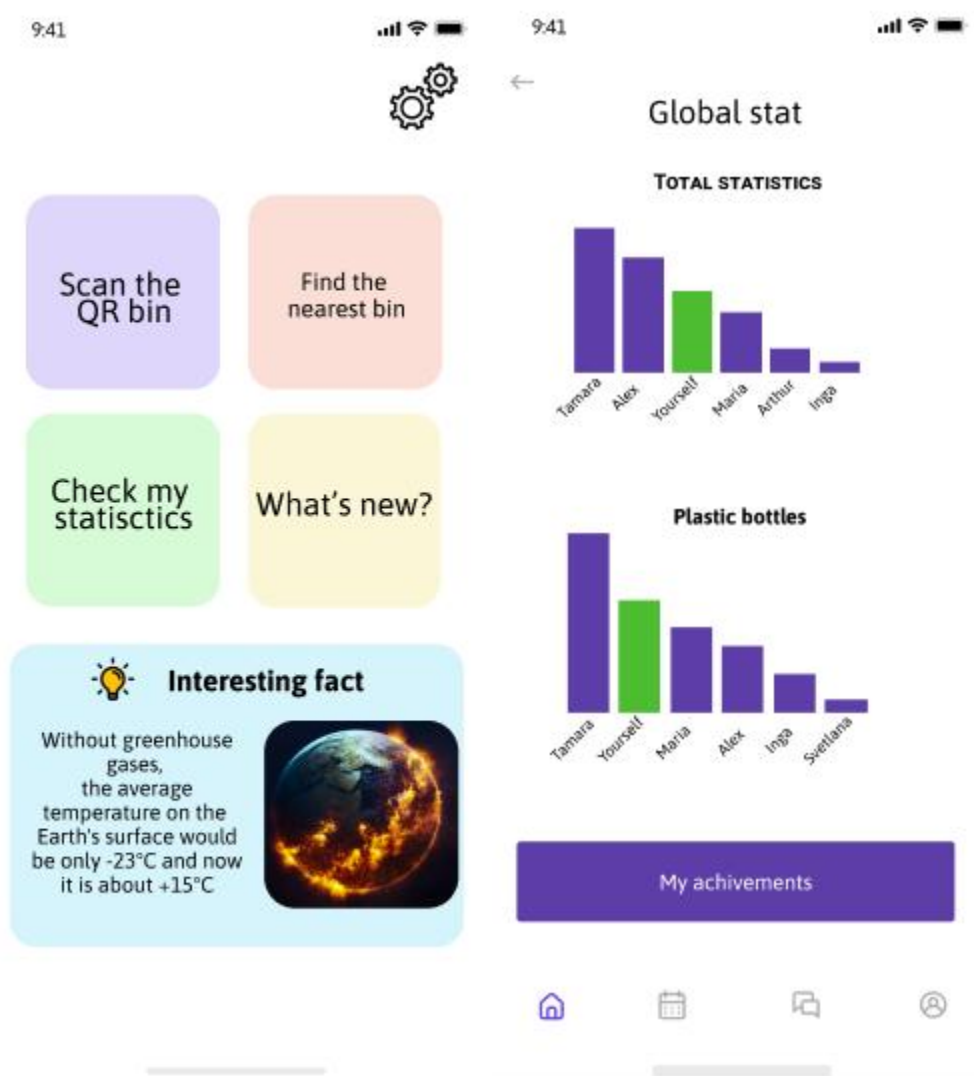 9:41
Scan the
QR bin
Find the
nearest bin
Check my
statisctics
What's new?
Interesting fact
Without greenhouse
gases,
the average
temperature on the
Earth's surface would
be only -23°C and now
it is about +15°C
9:41
Global stat
TOTAL STATISTICS
Tamara
Alex
Yourself
Maria
Arthur
Inga
Plastic bottles
Tamara
Yourself
Maria
Alex
Inga
Svetlana
My achivements